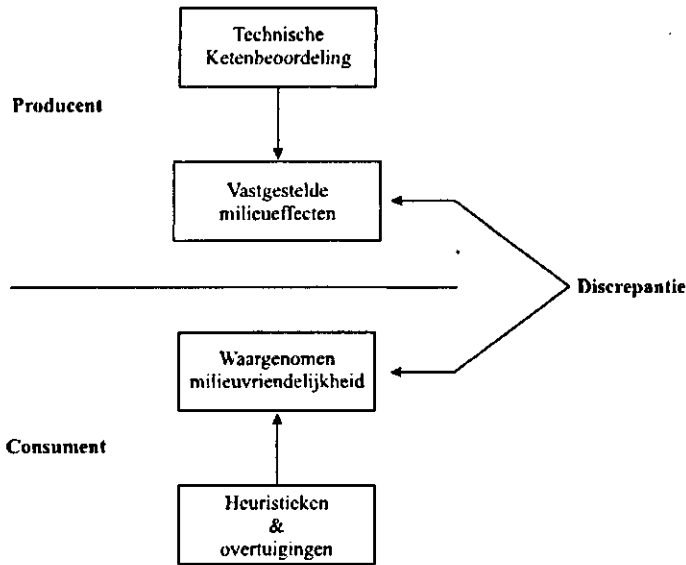 Technische
Ketenbeoordeling
Producent
Vastgestelde
milieueffecten
Discrepantie
Waargenomen
milieuvriendelijkheid
Consument
Heuristieken
&
overtuigingen